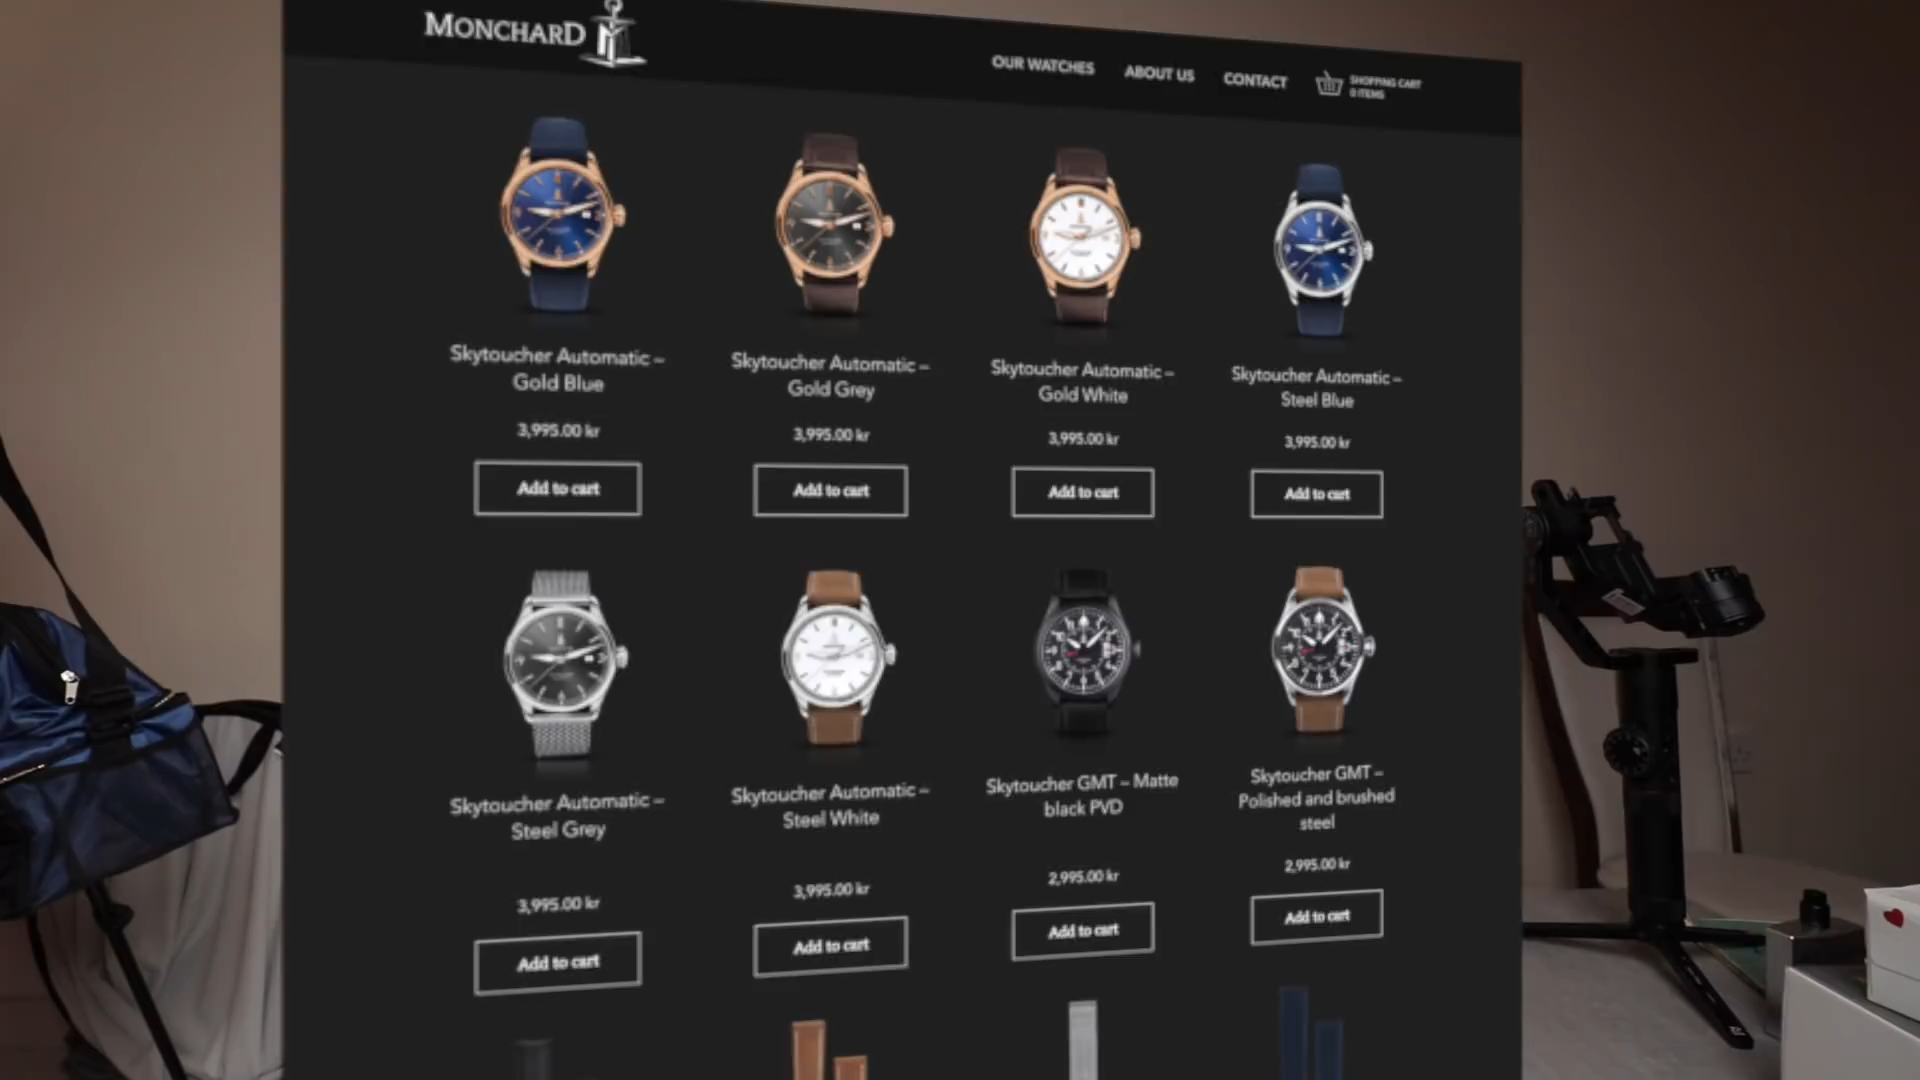 MONCHARD
OUR WATCHES
ABOUT US
CONTACT
SHOPPING CART
0 ITEMS
Skytoucher Automatic –
Gold Blue
3,995.00 kr
Add to cart
Skytoucher Automatic –
Gold Grey
3,995.00 kr
Add to cart
Skytoucher Automatic –
Gold White
3,995.00 kr
Add to cart
Skytoucher Automatic –
Steel Blue
3,995.00 kr
Add to cart
Skytoucher Automatic –
Steel Grey
3,995.00 kr
Add to cart
Skytoucher Automatic –
Steel White
3,995.00 kr
Add to cart
Skytoucher GMT – Matte
black PVD
2,995.00 kr
Add to cart
Skytoucher GMT –
Polished and brushed
steel
2,995.00 kr
Add to cart